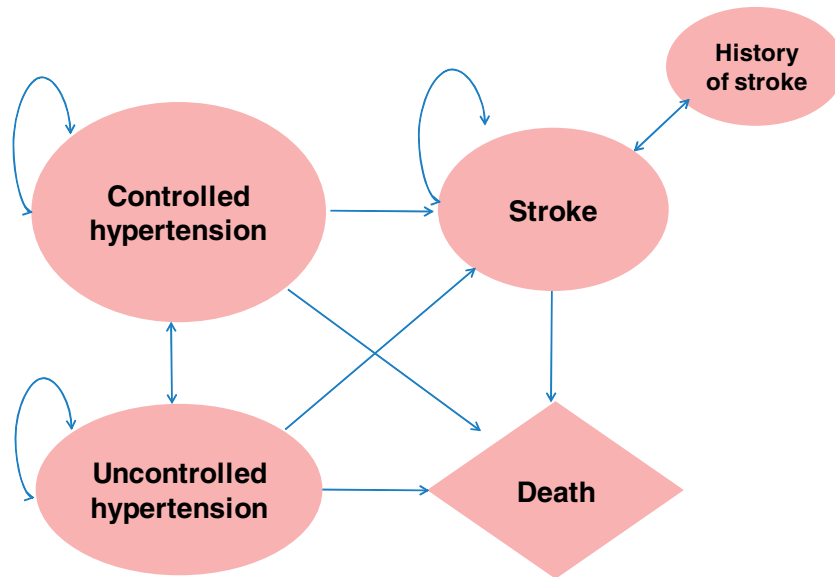 History
of stroke
Controlled
hypertension
Stroke
Uncontrolled
hypertension
Death